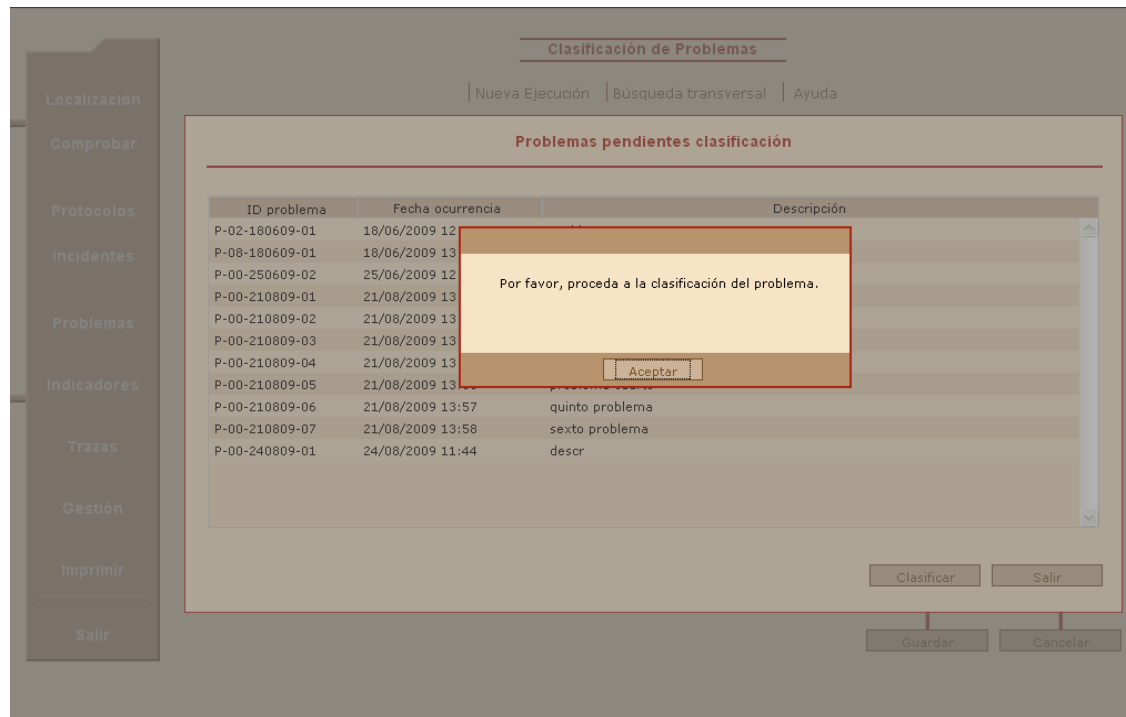 Clasificación de Problemas
Nueva Ejecución Búsqueda transversal Ayuda
Localización
Comprobar
Protocolos
Incidentes
Problemas
Indicadores
Trazas
Gestión
Imprimir
Salir
Problemas pendientes clasificación
ID problema Fecha ocurrencia Descripción
P-02-180609-01 18/06/2009 12
P-08-180609-01 18/06/2009 13
P-00-250609-02 25/06/2009 12
P-00-210809-01 21/08/2009 13
P-00-210809-02 21/08/2009 13
P-00-210809-03 21/08/2009 13
P-00-210809-04 21/08/2009 13
P-00-210809-05 21/08/2009 13
P-00-210809-06 21/08/2009 13:57 quinto problema
P-00-210809-07 21/08/2009 13:58 sexto problema
P-00-240809-01 24/08/2009 11:44 descr
Por favor, proceda a la clasificación del problema.
Aceptar
Clasificar Salir
Guardar Cancelar